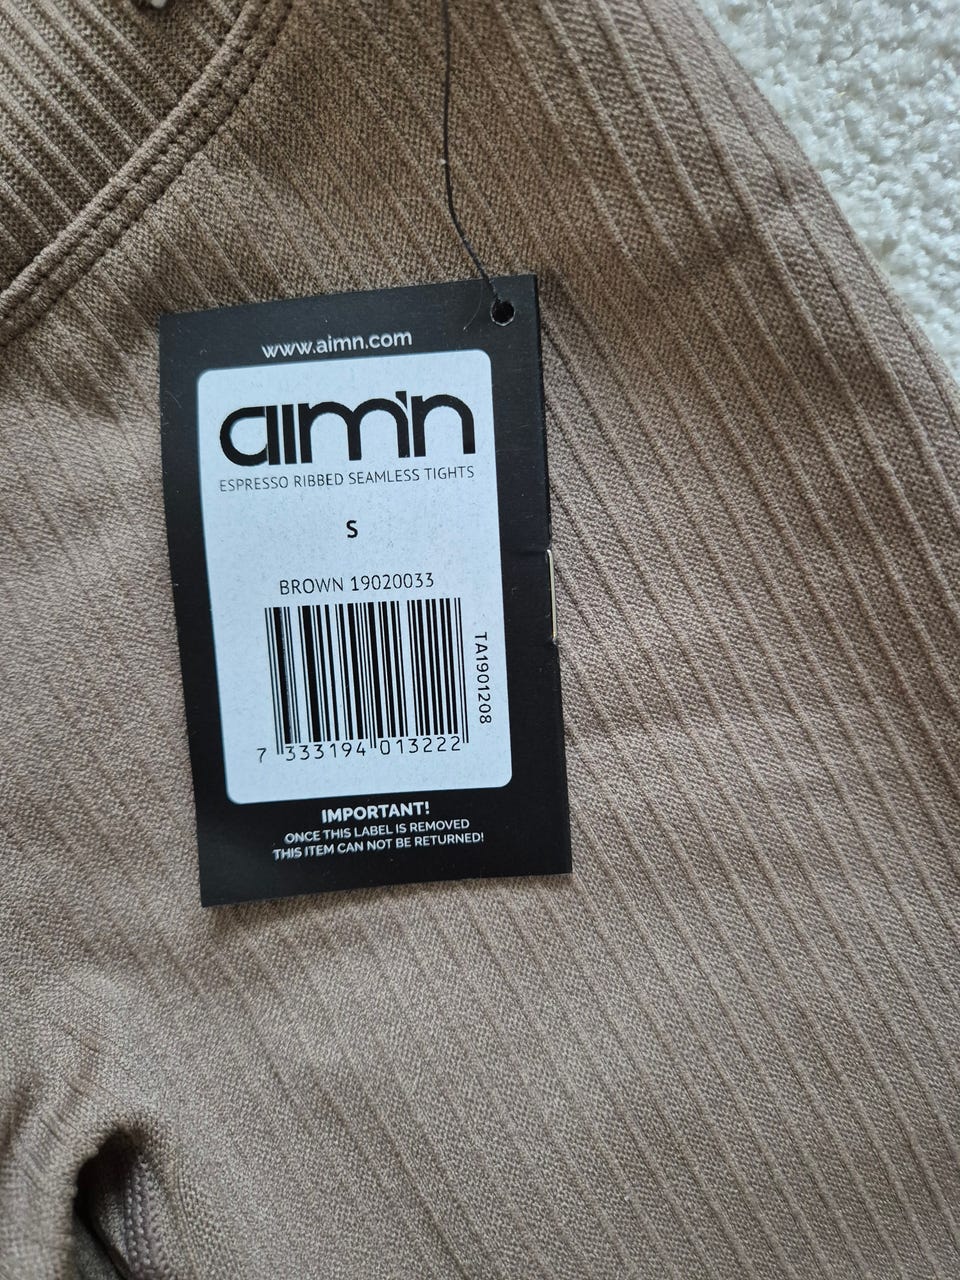 www.aimn.com
aim'n
ESPRESSO RIBBED SEAMLESS TIGHTS
S
BROWN 19020033
TA1901208
7 333194 013222
IMPORTANT!
ONCE THIS LABEL IS REMOVED
THIS ITEM CAN NOT BE RETURNED!